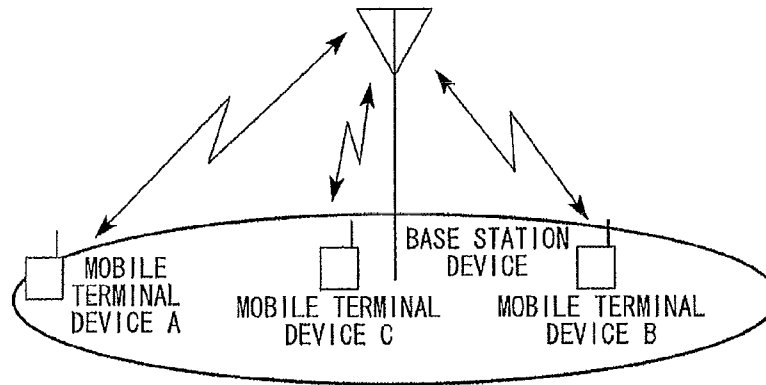 BASE STATION
DEVICE
MOBILE
TERMINAL
DEVICE A
MOBILE TERMINAL
DEVICE C
MOBILE TERMINAL
DEVICE B